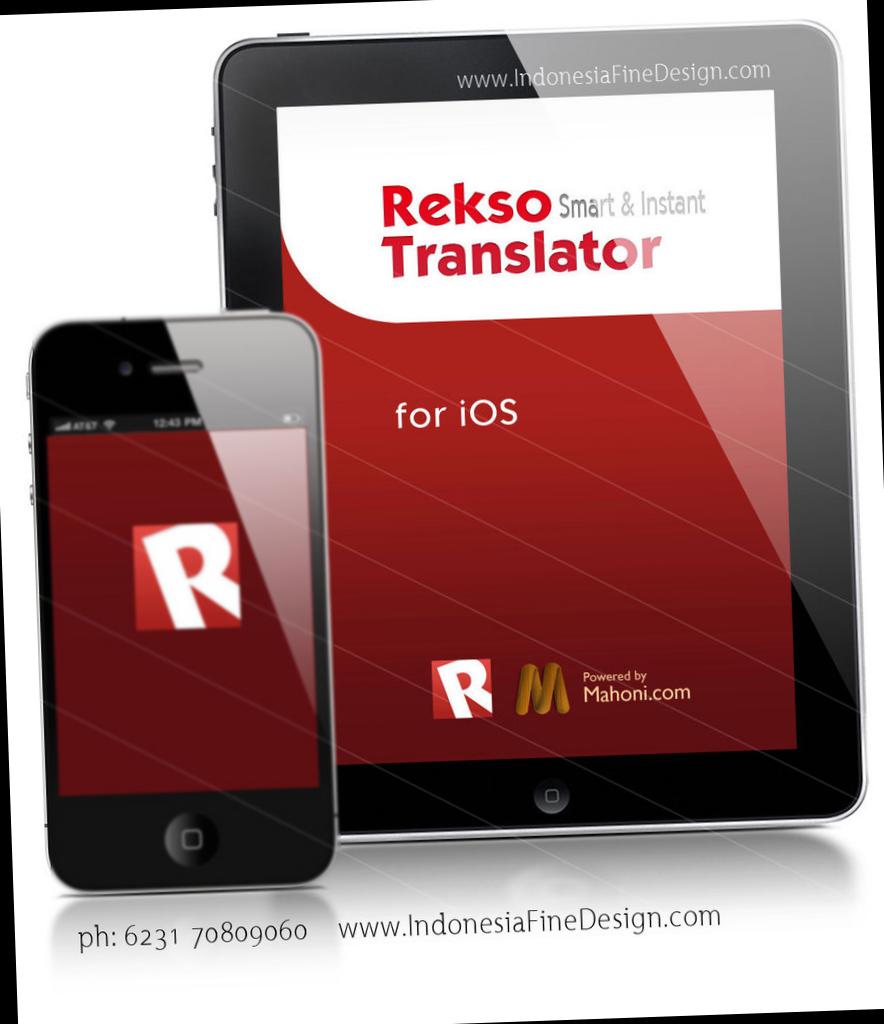 www.IndonesiaFineDesign.com
Rekso Smart & Instant
Translator
for iOS
AT&T 12:43 PM
R
R M Powered by
Mahoni.com
ph: 6231 70809060 www.IndonesiaFineDesign.com